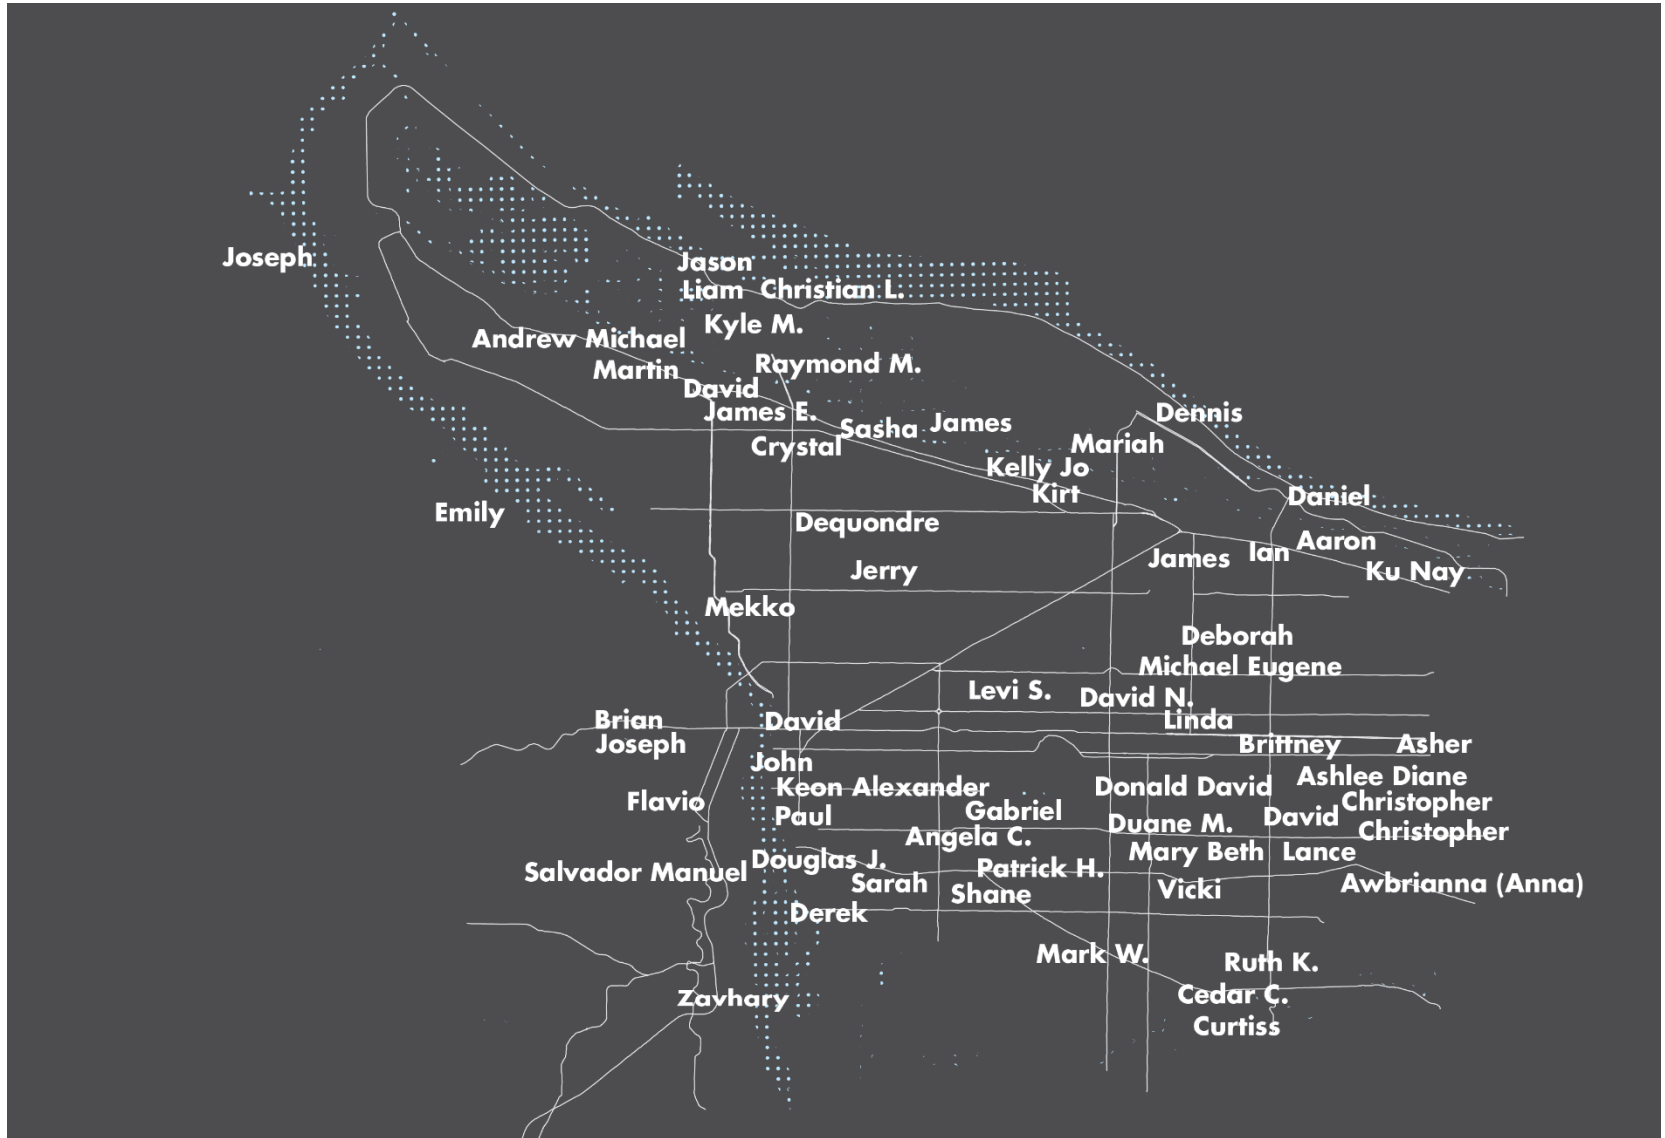 Joseph
Jason
Liam Christian L.
Kyle M.
Andrew Michael
Raymond M.
Martin
David
James E.
Dennis
Sasha James
Crystal
Mariah
Kelly Jo
Kirt
Daniel
Emily
Dequondre
Aaron
Ian
James
Jerry
Ku Nay
Mekko
Deborah
Michael Eugene
Levi S.
David N.
Brian
David
Linda
Joseph
Brittney
Asher
John
Ashlee Diane
Keon Alexander
Donald David
Flavio
Christopher
Gabriel
Paul
David
Duane M.
Christopher
Angela C.
Mary Beth Lance
Douglas J.
Patrick H.
Salvador Manuel
Sarah
Awbrianna (Anna)
Vicki
Shane
Derek
Mark W.
Ruth K.
Cedar C.
Zavhary
Curtiss